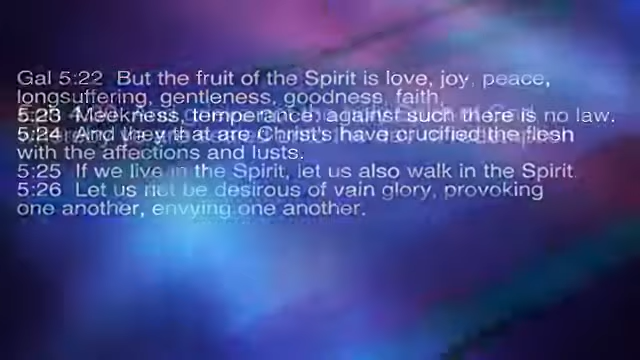 Gal 5:22 But the fruit of the Spirit is love, joy, peace,
longsuffering, gentleness, goodness, faith,
5:23 Meekness, temperance: against such there is no law.
5:24 And they that are Christ's have crucified the flesh
with the affections and lusts.
5:25 If we live in the Spirit, let us also walk in the Spirit.
5:26 Let us not be desirous of vain glory, provoking
one another, envying one another.